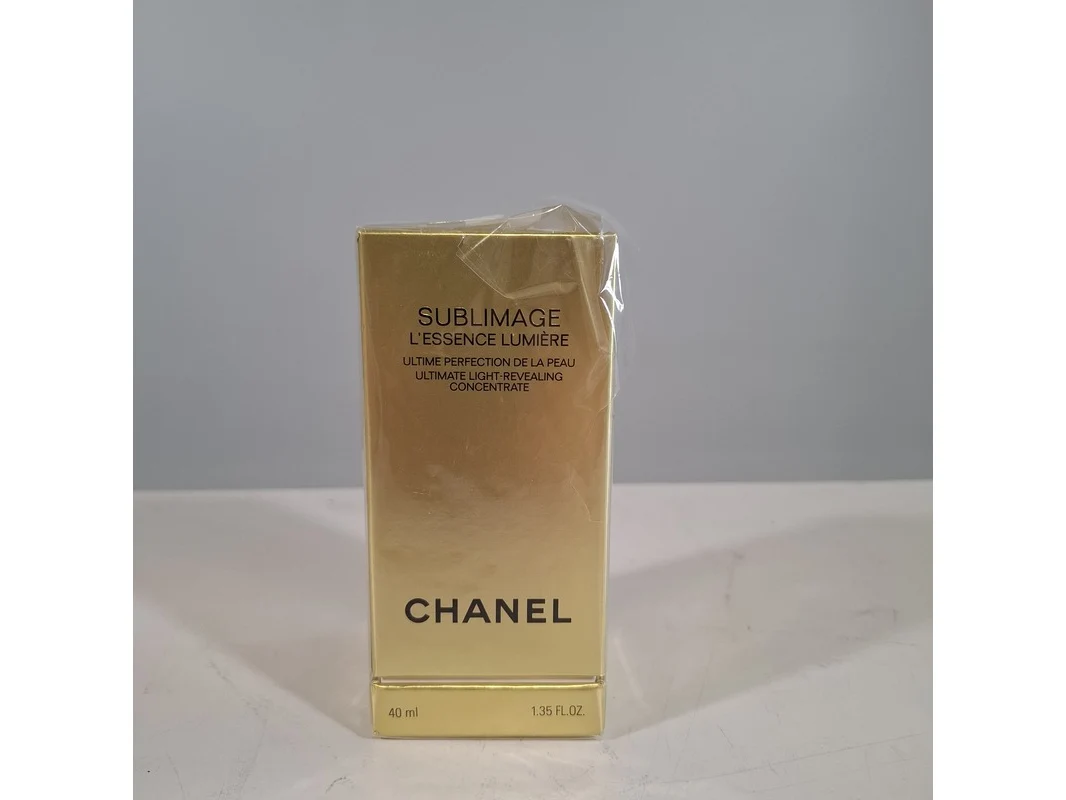 SUBLIMAGE
L'ESSENCE LUMIÈRE
ULTIME PERFECTION DE LA PEAU
ULTIMATE LIGHT-REVEALING
CONCENTRATE
CHANEL
40 ml 1.35 FL.OZ.